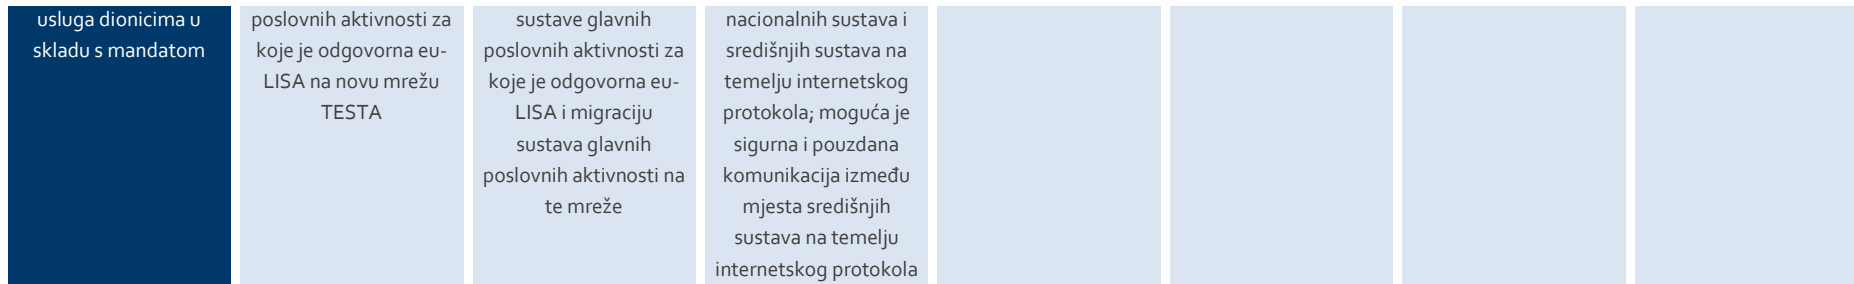 usluga dionicima u
skladu s mandatom
poslovnih aktivnosti za
koje je odgovorna eu-
LISA na novu mrežu
TESTA
sustave glavnih
poslovnih aktivnosti za
koje je odgovorna eu-
LISA i migraciju
sustava glavnih
poslovnih aktivnosti na
te mreže
nacionalnih sustava i
središnjih sustava na
temelju internetskog
protokola; moguća je
sigurna i pouzdana
komunikacija između
mjesta središnjih
sustava na temelju
internetskog protokola